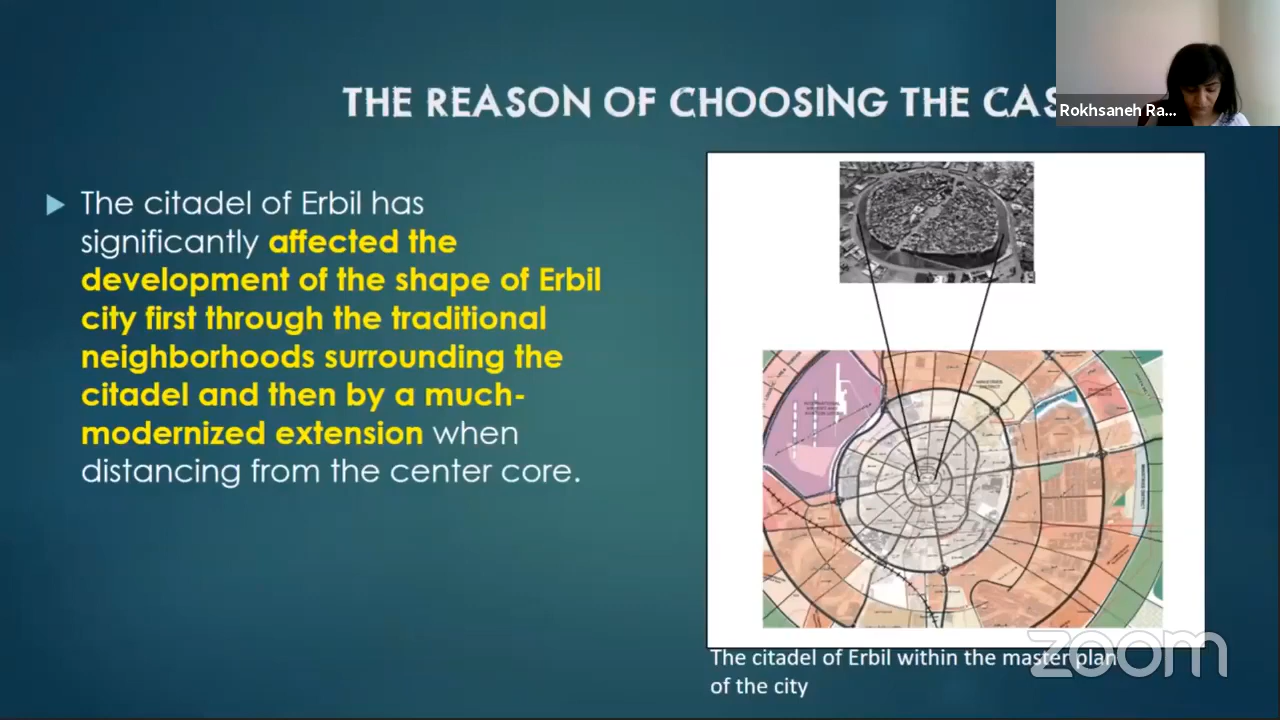 THE REASON OF CHOOSING THE CAS
Rokhsaneh Ra...
The citadel of Erbil has
significantly affected the
development of the shape of Erbil
city first through the traditional
neighborhoods surrounding the
citadel and then by a much-
modernized extension when
distancing from the center core.
The citadel of Erbil within the master plan
of the city
zoom